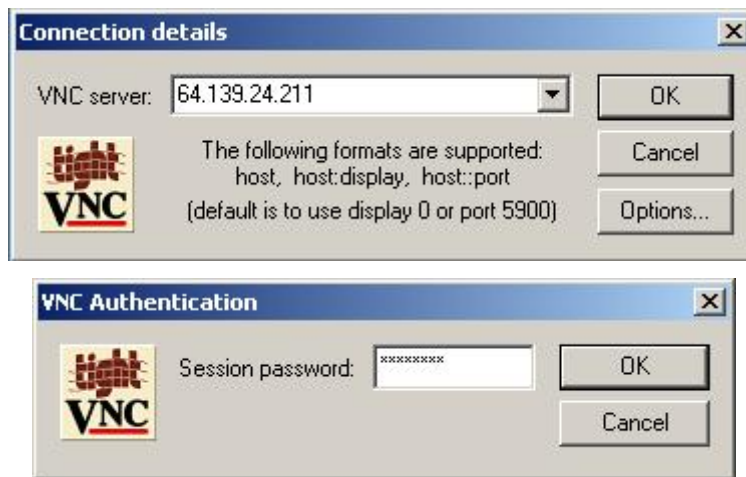 Connection details
VNC server: 64.139.24.211 OK
tight
VNC
The following formats are supported:
host, host:display, host::port
(default is to use display 0 or port 5900)
Cancel
Options...
VNC Authentication
tight
VNC
Session password: ******** OK
Cancel